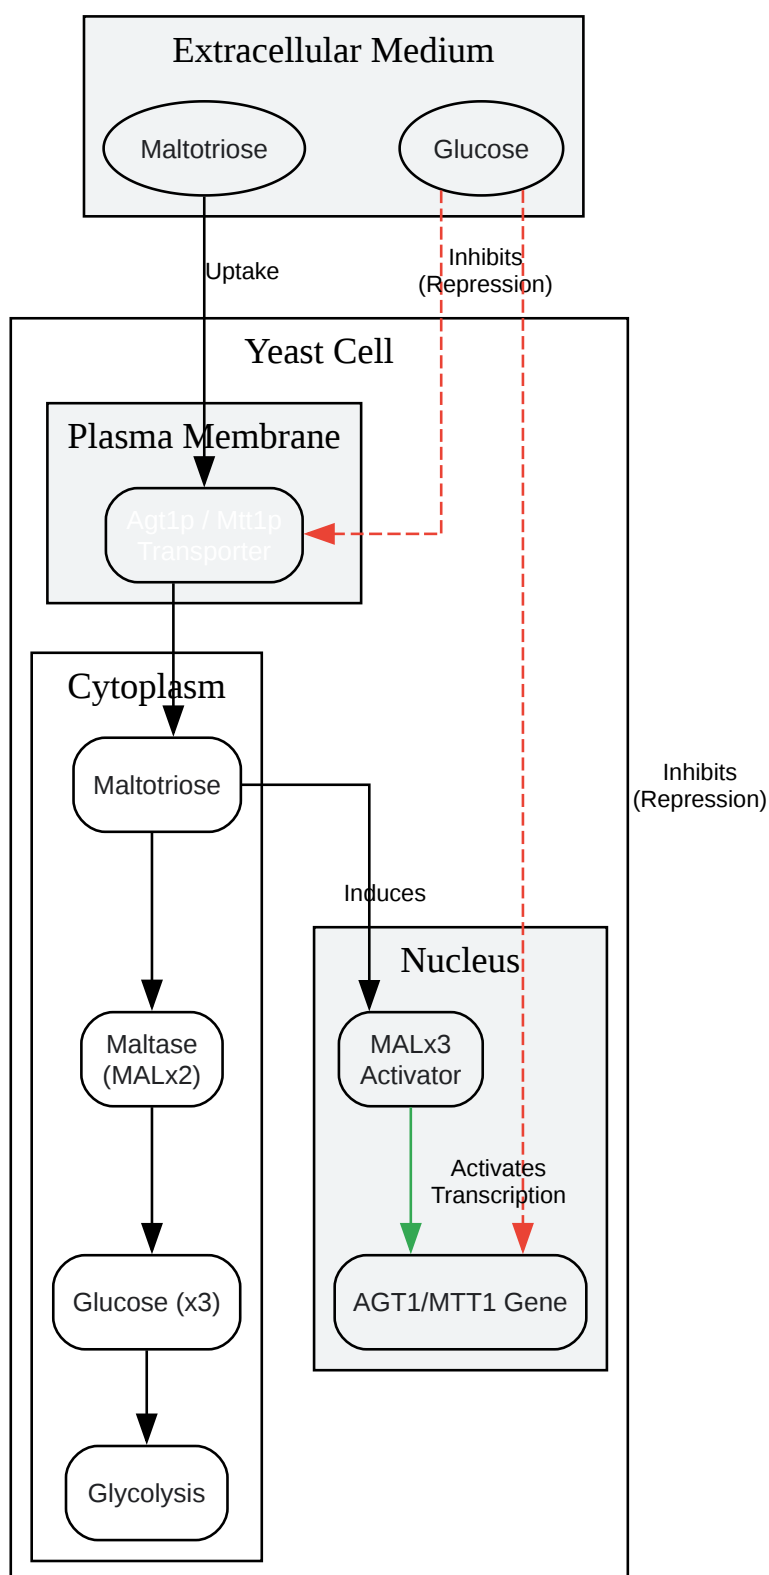 Extracellular Medium
Maltotriose
Glucose
Uptake
Inhibits
(Repression)
Yeast Cell
Plasma Membrane
Agt1p / Mtt1p
Transporter
Cytoplasm
Maltotriose
Inhibits
(Repression)
Induces
Nucleus
Maltase
(MALx2)
MALx3
Activator
Activates
Transcription
Glucose (x3)
AGT1/MTT1 Gene
Glycolysis